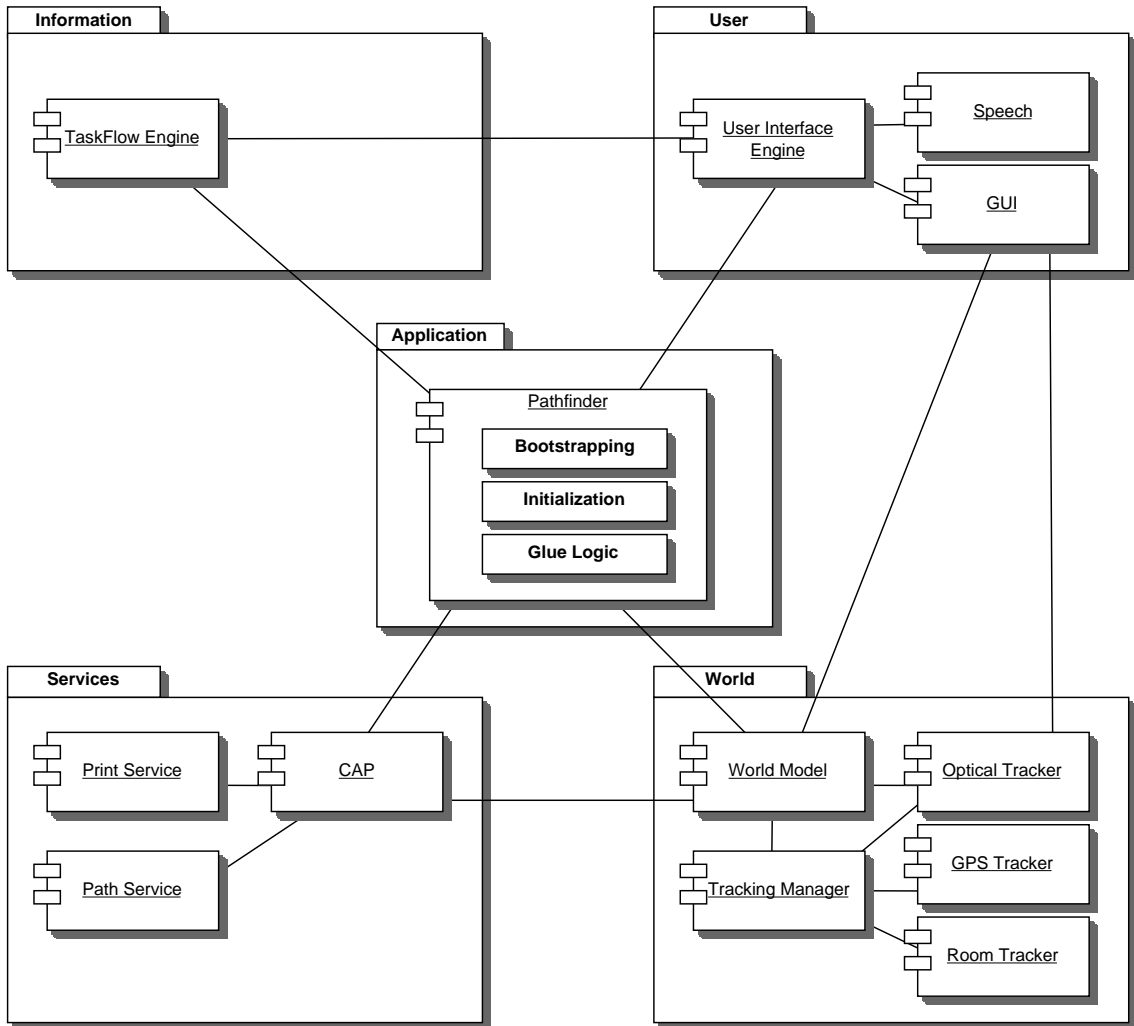 Information
User
TaskFlow Engine
User Interface
Engine
Speech
GUI
Application
Pathfinder
Bootstrapping
Initialization
Glue Logic
Services
World
Print Service
CAP
World Model
Optical Tracker
Path Service
Tracking Manager
GPS Tracker
Room Tracker